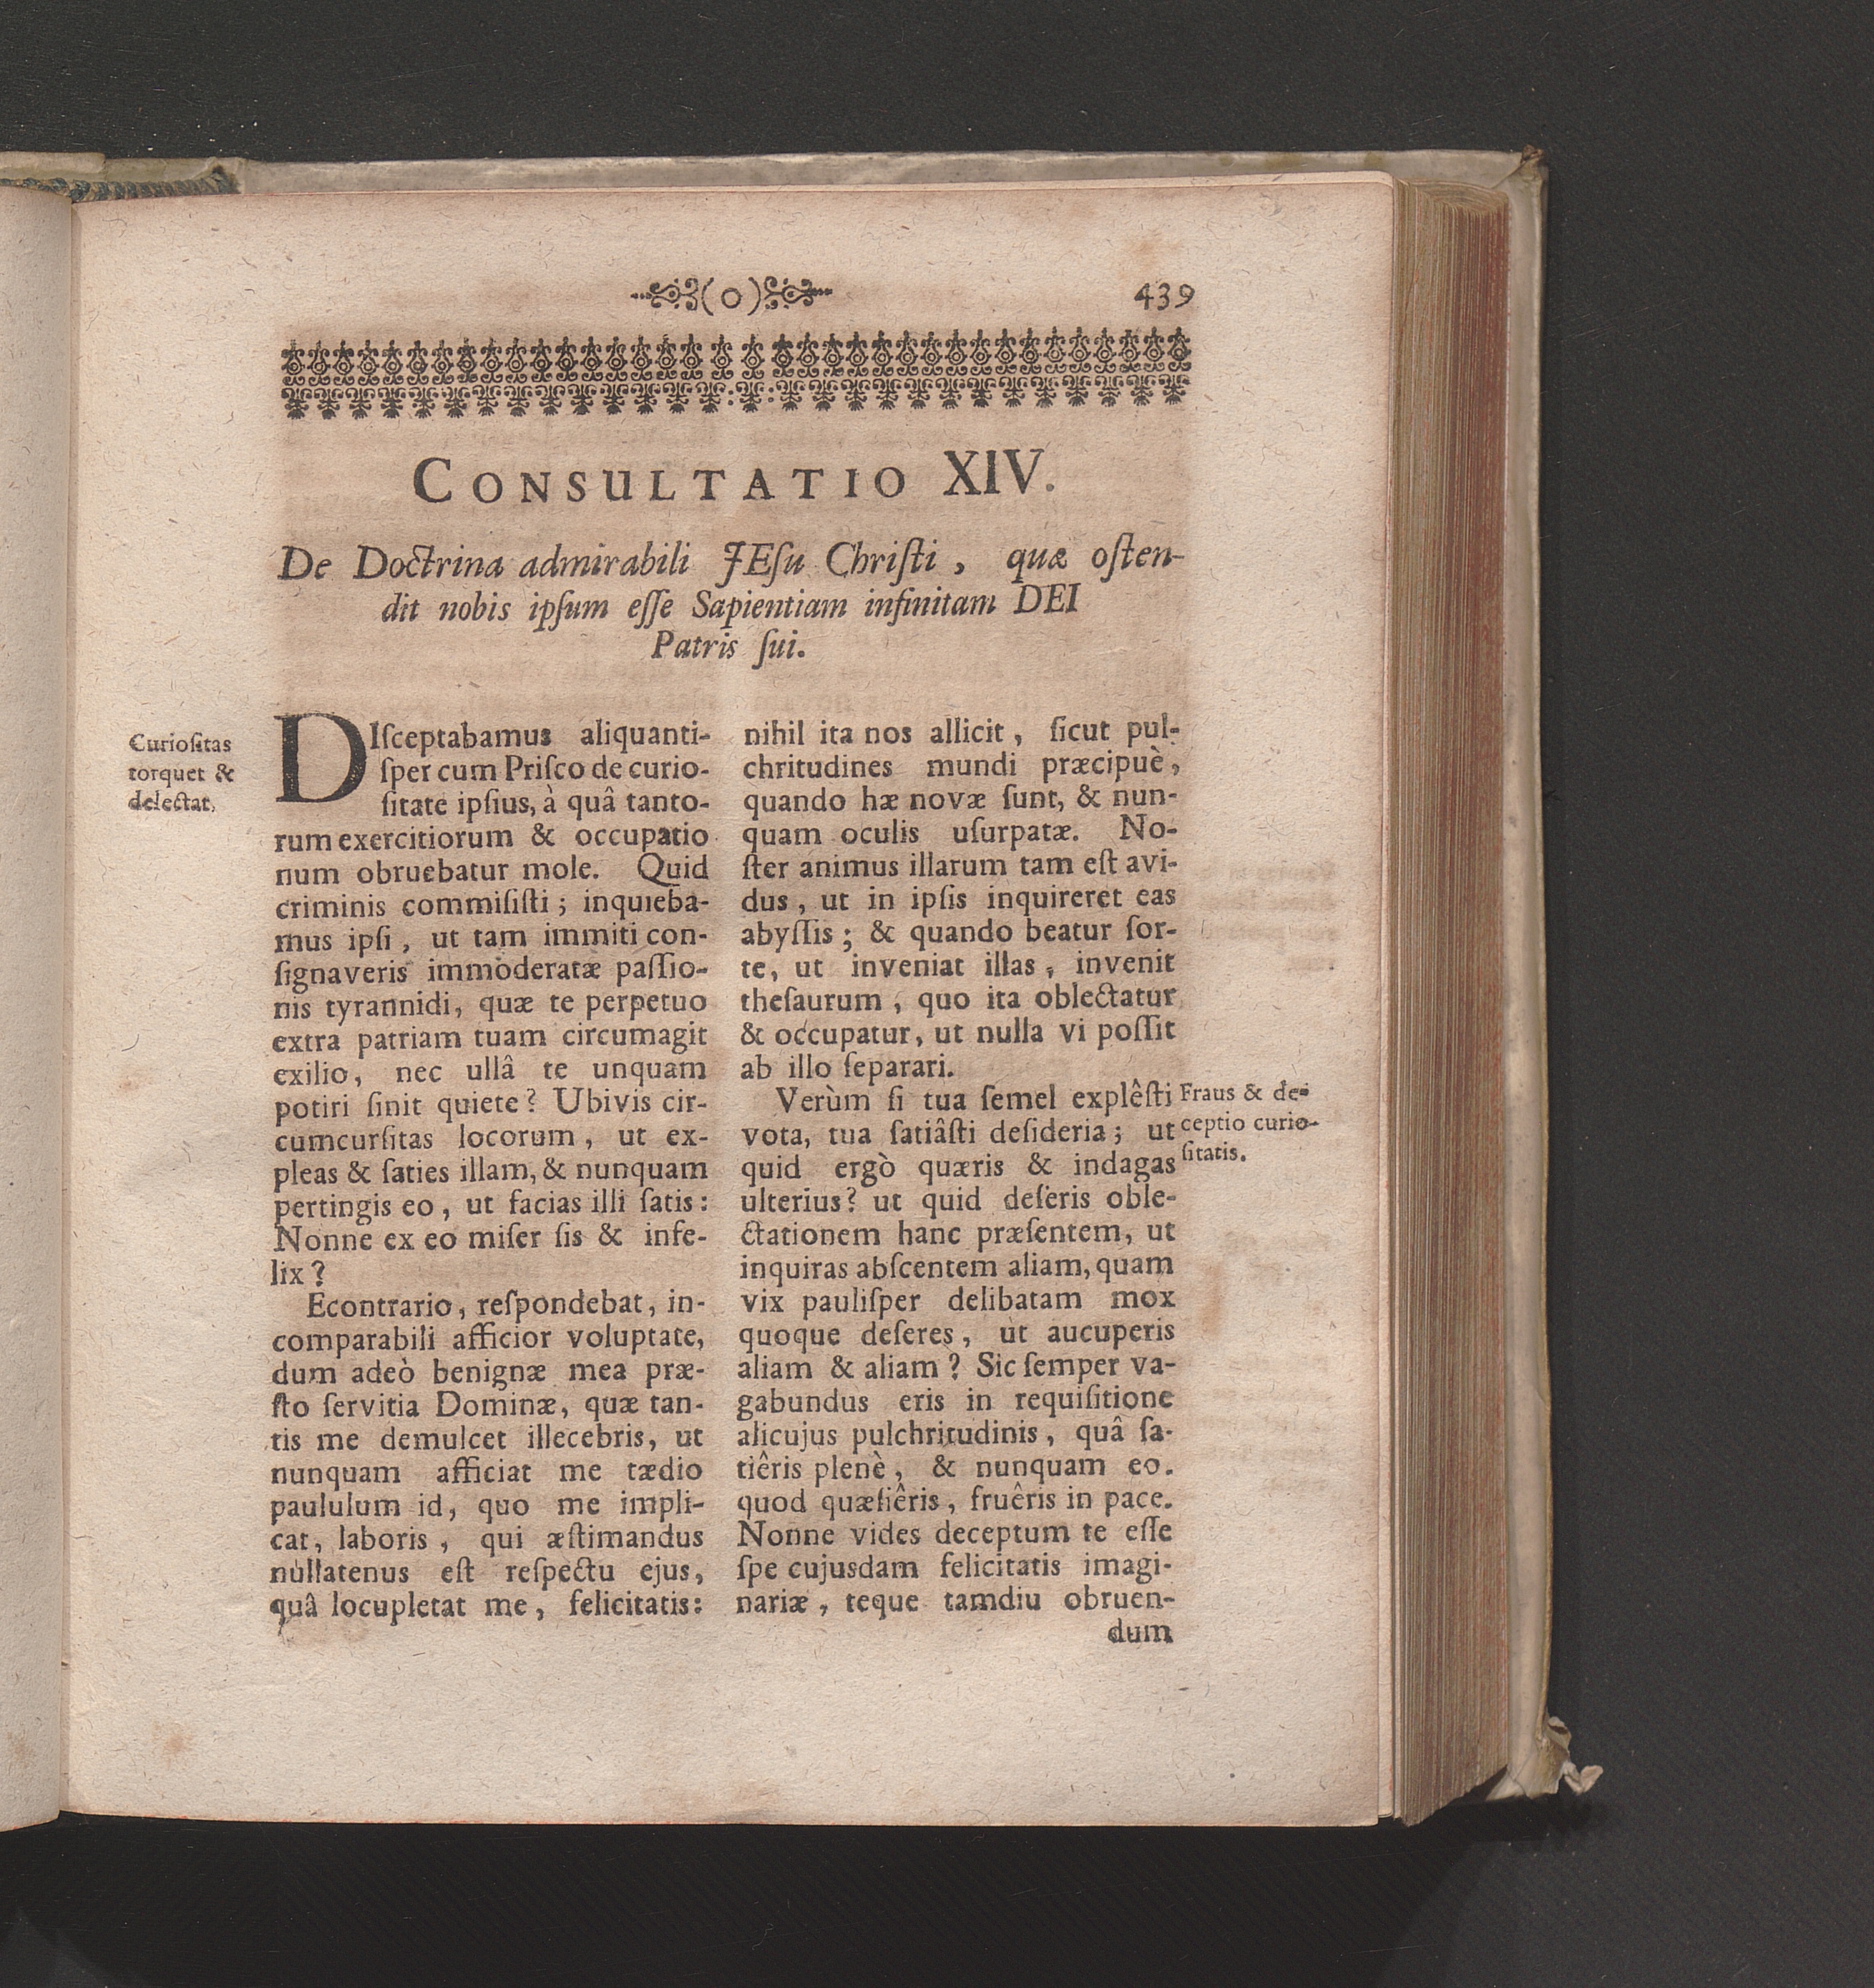 (o)
439
CONSULTATIO XIV.
De Doctrina admirabili JEſu Chriſti, quæ oſten-
dit nobis ipſum eſſe Sapientiam infinitam DEI
Patris ſui.
Curioſitas
torquet &
delectat.
DIſceptabamus aliquanti-
ſper cum Priſco de curio-
ſitate ipſius, à quâ tanto-
rum exercitiorum & occupatio
num obruebatur mole. Quid
criminis commiſiſti; inquieba-
mus ipſi, ut tam immiti con-
ſignaveris immoderatæ paſſio-
nis tyrannidi, quæ te perpetuo
extra patriam tuam circumagit
exilio, nec ullâ te unquam
potiri ſinit quiete? Ubivis cir-
cumcurſitas locorum, ut ex-
pleas & ſaties illam, & nunquam
pertingis eo, ut facias illi ſatis:
Nonne ex eo miſer ſis & infe-
lix?
Econtrario, reſpondebat, in-
comparabili afficior voluptate,
dum adeò benignæ mea præ-
ſto ſervitia Dominæ, quæ tan-
tis me demulcet illecebris, ut
nunquam afficiat me tædio
paululum id, quo me impli-
cat, laboris, qui æſtimandus
nullatenus eſt reſpectu ejus,
quâ locupletat me, felicitatis:
nihil ita nos allicit, ſicut pul-
chritudines mundi præcipuè,
quando hæ novæ ſunt, & nun-
quam oculis uſurpatæ. No-
ſter animus illarum tam eſt avi-
dus, ut in ipſis inquireret eas
abyſſis; & quando beatur ſor-
te, ut inveniat illas, invenit
theſaurum, quo ita oblectatur
& occupatur, ut nulla vi poſſit
ab illo ſeparari.
Verùm ſi tua ſemel explêſti
vota, tua ſatiâſti deſideria; ut
quid ergò quæris & indagas
ulterius? ut quid deſeris oble-
ctationem hanc præſentem, ut
inquiras abſcentem aliam, quam
vix pauliſper delibatam mox
quoque deſeres, ut aucuperis
aliam & aliam? Sic ſemper va-
gabundus eris in requiſitione
alicujus pulchritudinis, quâ ſa-
tiêris plenè, & nunquam eo.
quod quæſiêris, fruêris in pace.
Nonne vides deceptum te eſſe
ſpe cujusdam felicitatis imagi-
nariæ, teque tamdiu obruen-
dum
Fraus & de-
ceptio curio-
ſitatis.